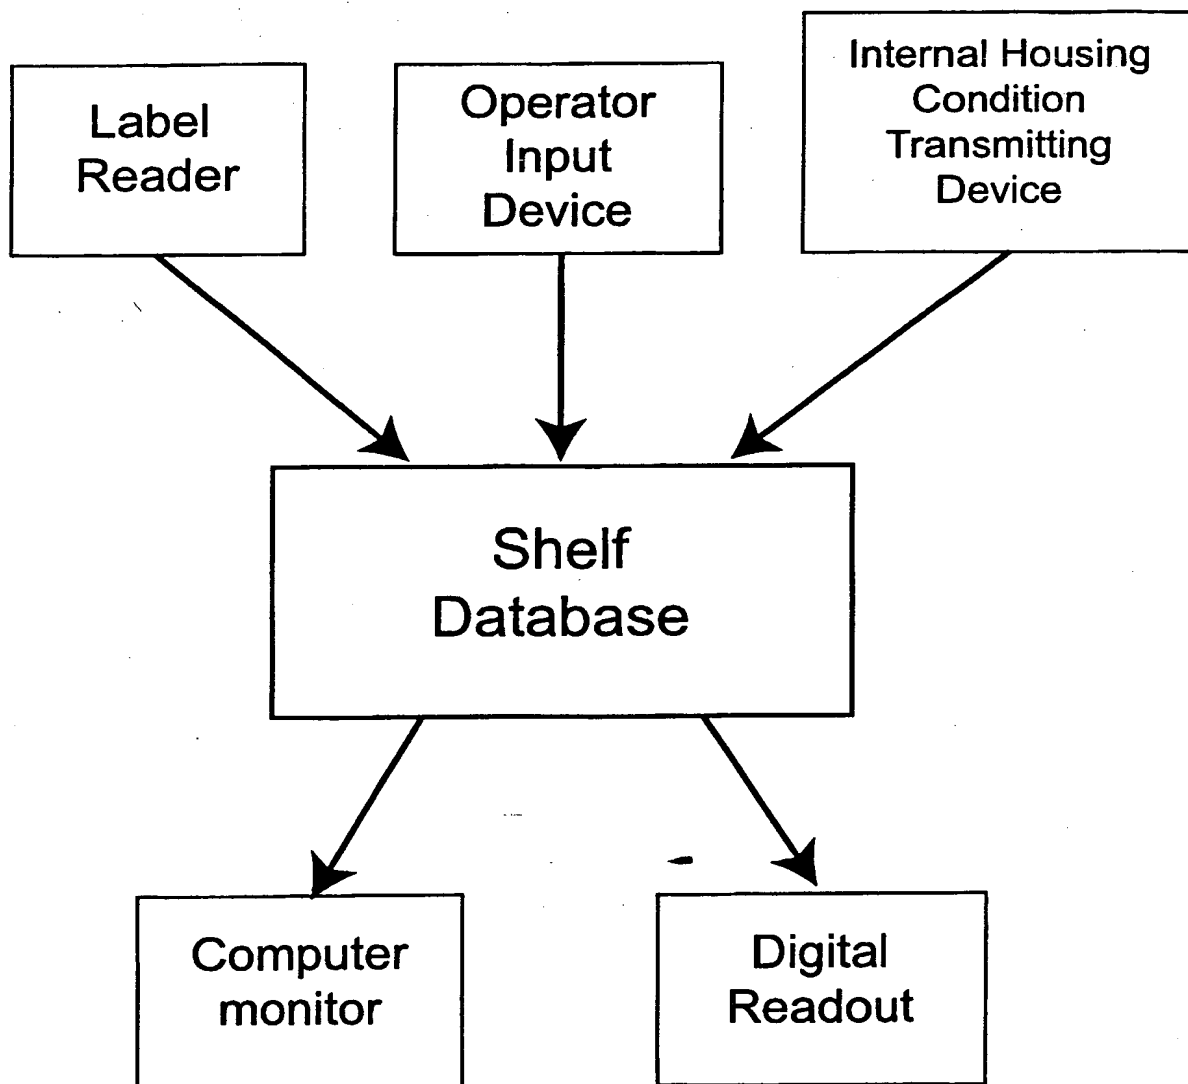 Label
Reader
Operator
Input
Device
Internal Housing
Condition
Transmitting
Device
Shelf
Database
Computer
monitor
Digital
Readout